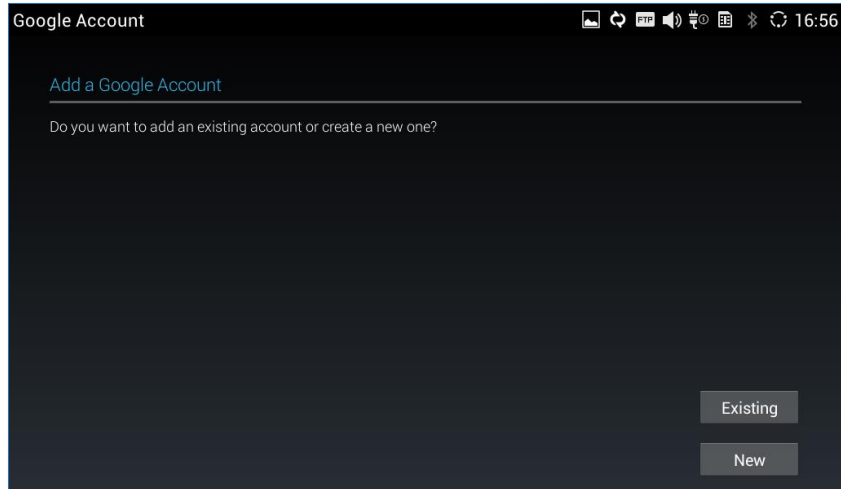 Google Account
FTP
16:56
Add a Google Account
Do you want to add an existing account or create a new one?
Existing
New